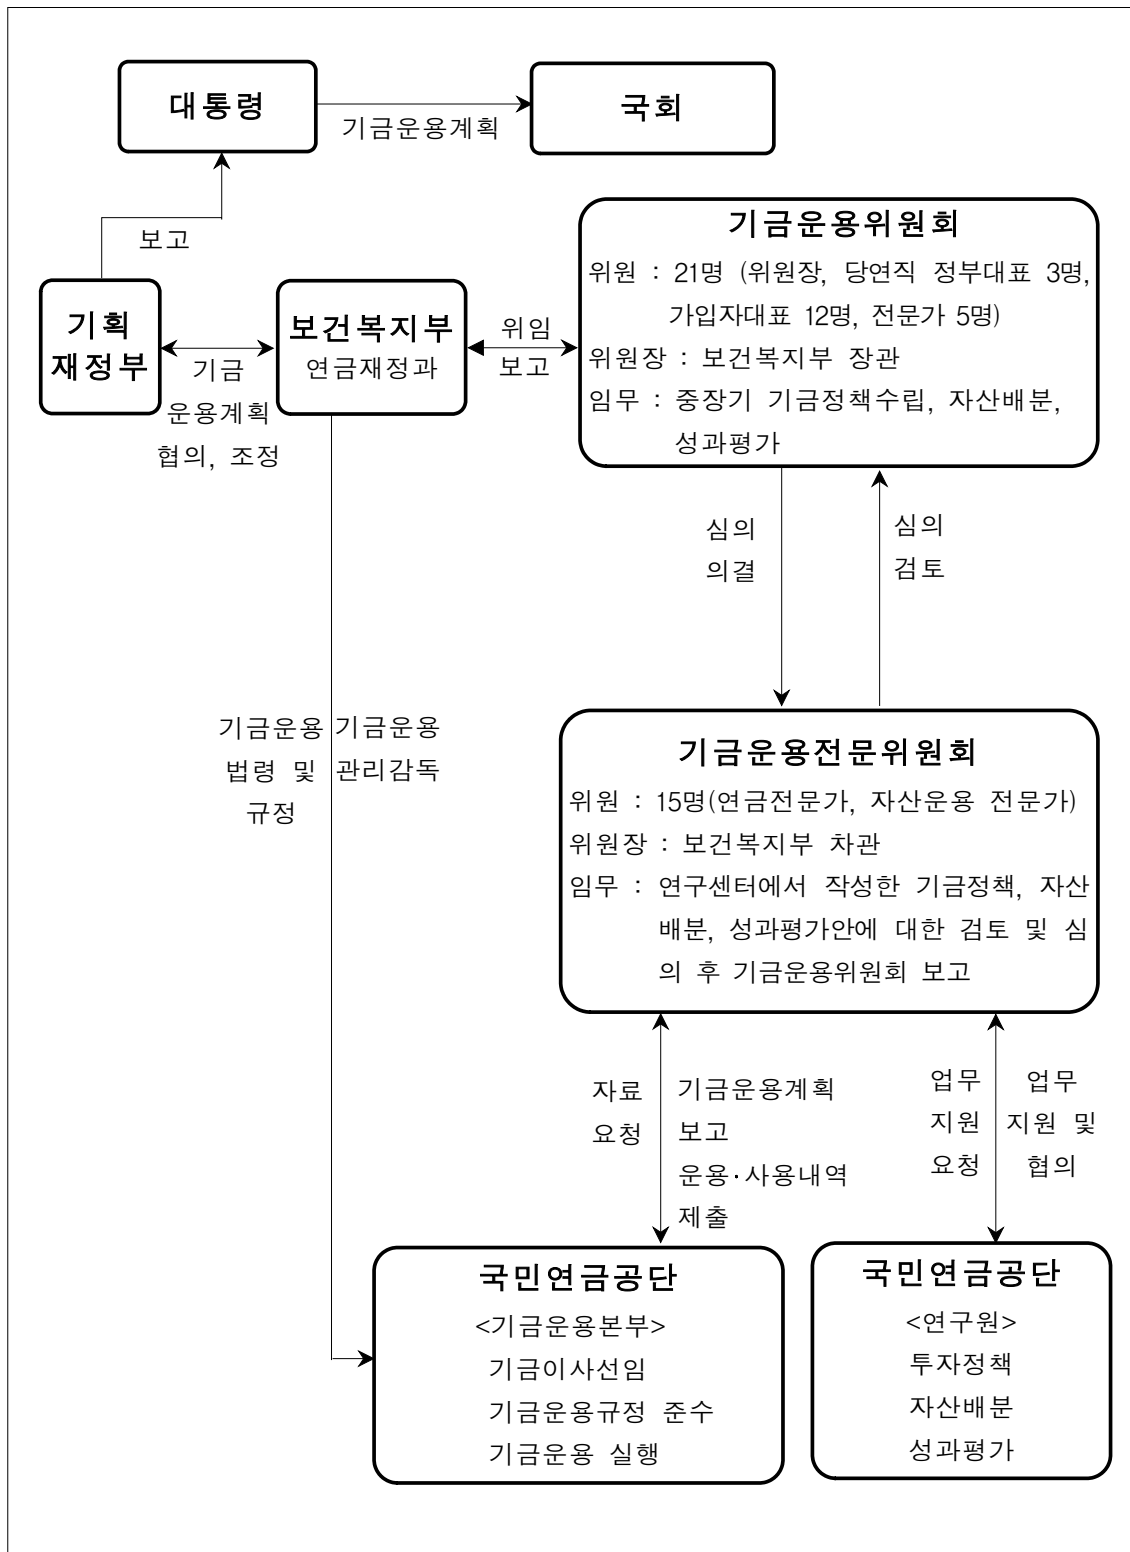 대통령
국회
기금운용계획
보고
기금운용위원회
위원 : 21명 (위원장, 당연직 정부대표 3명,
가입자대표 12명, 전문가 5명)
위원장 : 보건복지부 장관
임무 : 중장기 기금정책수립, 자산배분,
성과평가
기획
재정부
보건복지부
연금재정과
위임
보고
기금
운용계획
협의, 조정
심의
의결
심의
검토
기금운용
법령 및
규정
기금운용
관리감독
기금운용전문위원회
위원 : 15명(연금전문가, 자산운용 전문가)
위원장 : 보건복지부 차관
임무 : 연구센터에서 작성한 기금정책, 자산
배분, 성과평가안에 대한 검토 및 심
의 후 기금운용위원회 보고
자료
요청
기금운용계획
보고
운용·사용내역
제출
업무
지원
요청
업무
지원 및
협의
국민연금공단
<기금운용본부>
기금이사선임
기금운용규정 준수
기금운용 실행
국민연금공단
<연구원>
투자정책
자산배분
성과평가